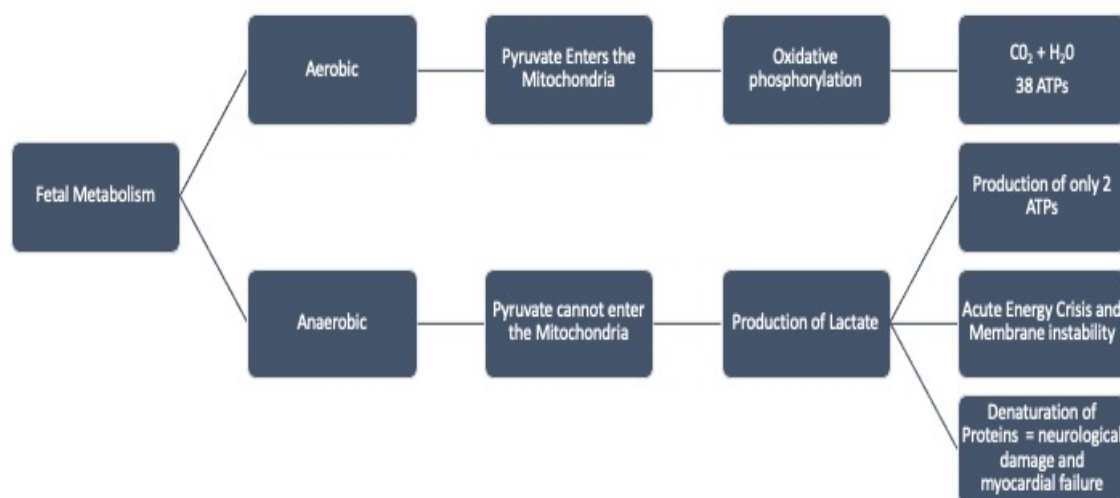 Fetal Metabolism
Aerobic
Pyruvate Enters the
Mitochondria
Oxidative
phosphorylation
C0₂ + H₂0
38 ATPs
Anaerobic
Pyruvate cannot enter
the Mitochondria
Production of Lactate
Production of only 2
ATPs
Acute Energy Crisis and
Membrane instability
Denaturation of
Proteins = neurological
damage and
myocardial failure